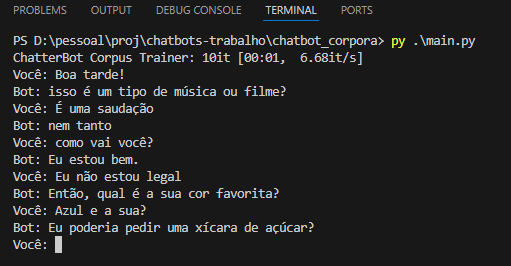 PROBLEMS OUTPUT DEBUG CONSOLE TERMINAL PORTS
PS D:\pessoal\proj\chatbots-trabalho\chatbot_corpora> py .\main.py
ChatterBot Corpus Trainer: 10it [00:01,  6.68it/s]
Você: Boa tarde!
Bot: isso é um tipo de música ou filme?
Você: É uma saudação
Bot: nem tanto
Você: como vai você?
Bot: Eu estou bem.
Você: Eu não estou legal
Bot: Então, qual é a sua cor favorita?
Você: Azul e a sua?
Bot: Eu poderia pedir uma xícara de açúcar?
Você: